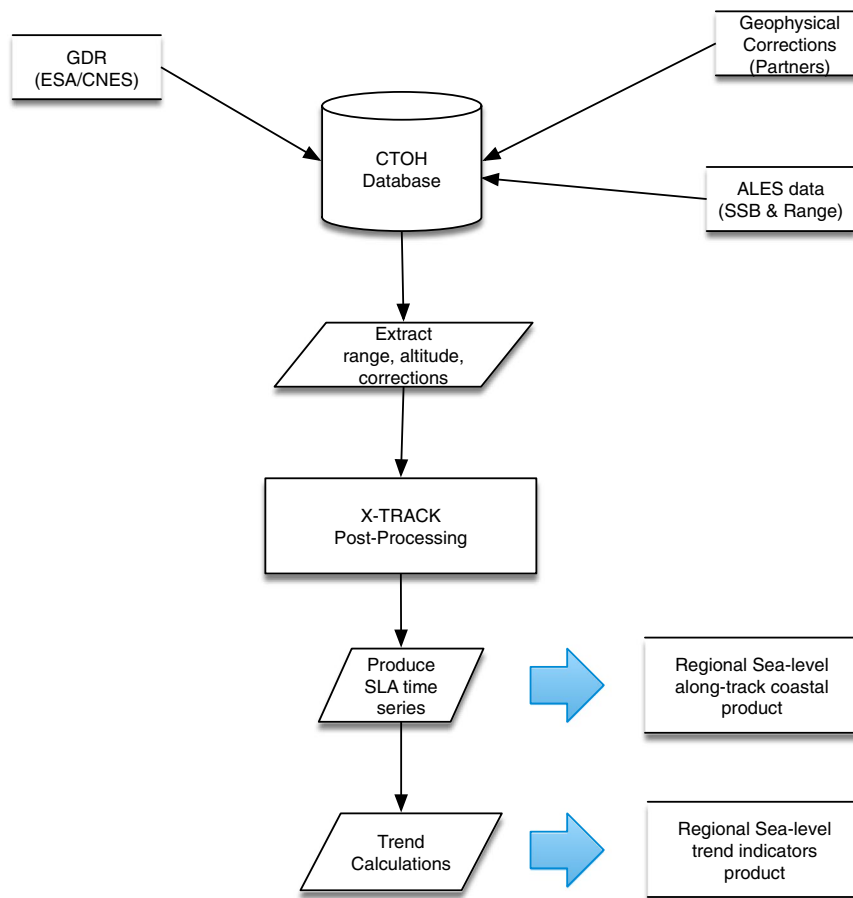 GDR
(ESA/CNES)
Geophysical
Corrections
(Partners)
CTOH
Database
ALES data
(SSB & Range)
Extract
range, altitude,
corrections
X-TRACK
Post-Processing
Produce
SLA time
series
Regional Sea-level
along-track coastal
product
Trend
Calculations
Regional Sea-level
trend indicators
product